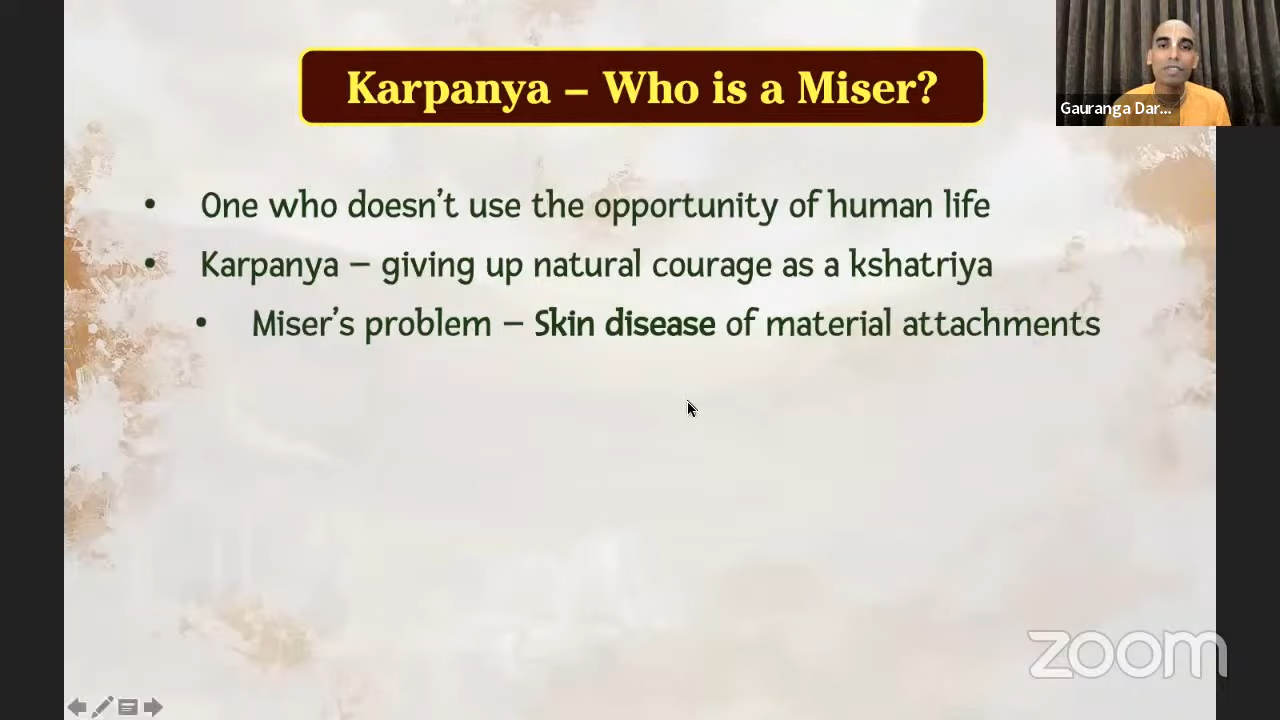 Karpanya – Who is a Miser?
Gauranga Dar...
• One who doesn't use the opportunity of human life
• Karpanya – giving up natural courage as a kshatriya
• Miser's problem – Skin disease of material attachments
zoom